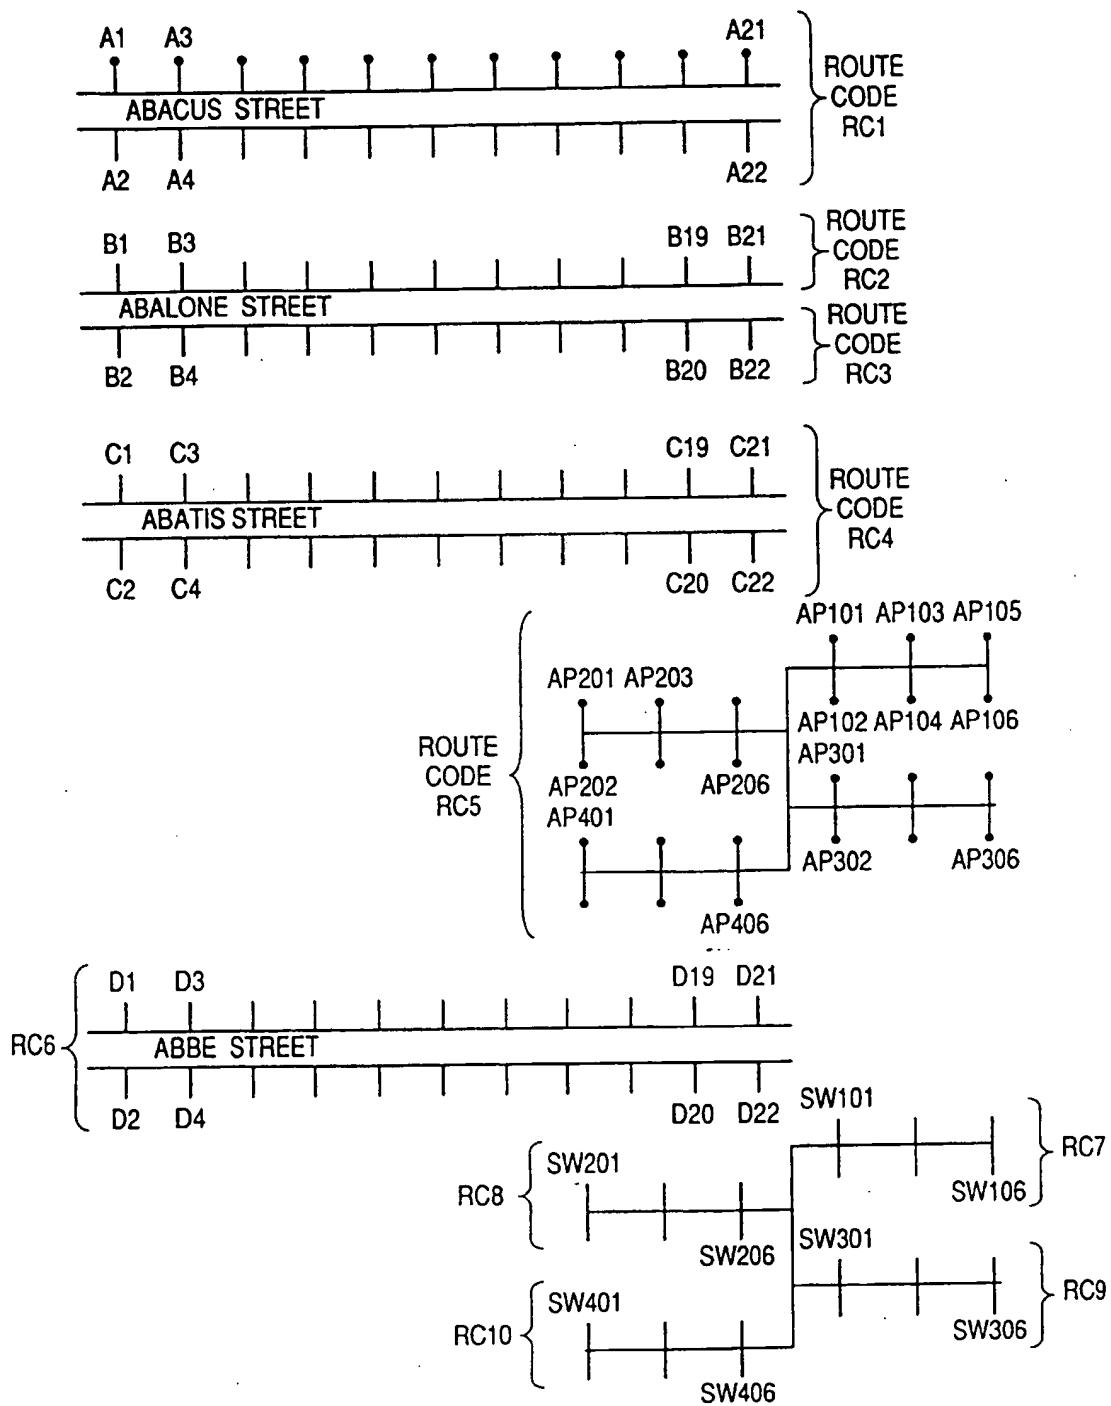 A1 A3 A21
ROUTE
CODE
RC1
ABACUS STREET
A2 A4 A22
B1 B3 B19 B21
ROUTE
CODE
RC2
ABALONE STREET
ROUTE
CODE
RC3
B2 B4 B20 B22
C1 C3 C19 C21
ROUTE
CODE
RC4
ABATIS STREET
C2 C4 C20 C22
AP101 AP103 AP105
AP201 AP203
AP102 AP104 AP106
ROUTE
CODE
RC5
AP301
AP202 AP206
AP401
AP302 AP306
AP406
D1 D3 D19 D21
RC6
ABBE STREET
D2 D4 D20 D22
SW101
RC7
SW201
RC8
SW106
SW206
SW301
RC9
SW401
RC10
SW306
SW406